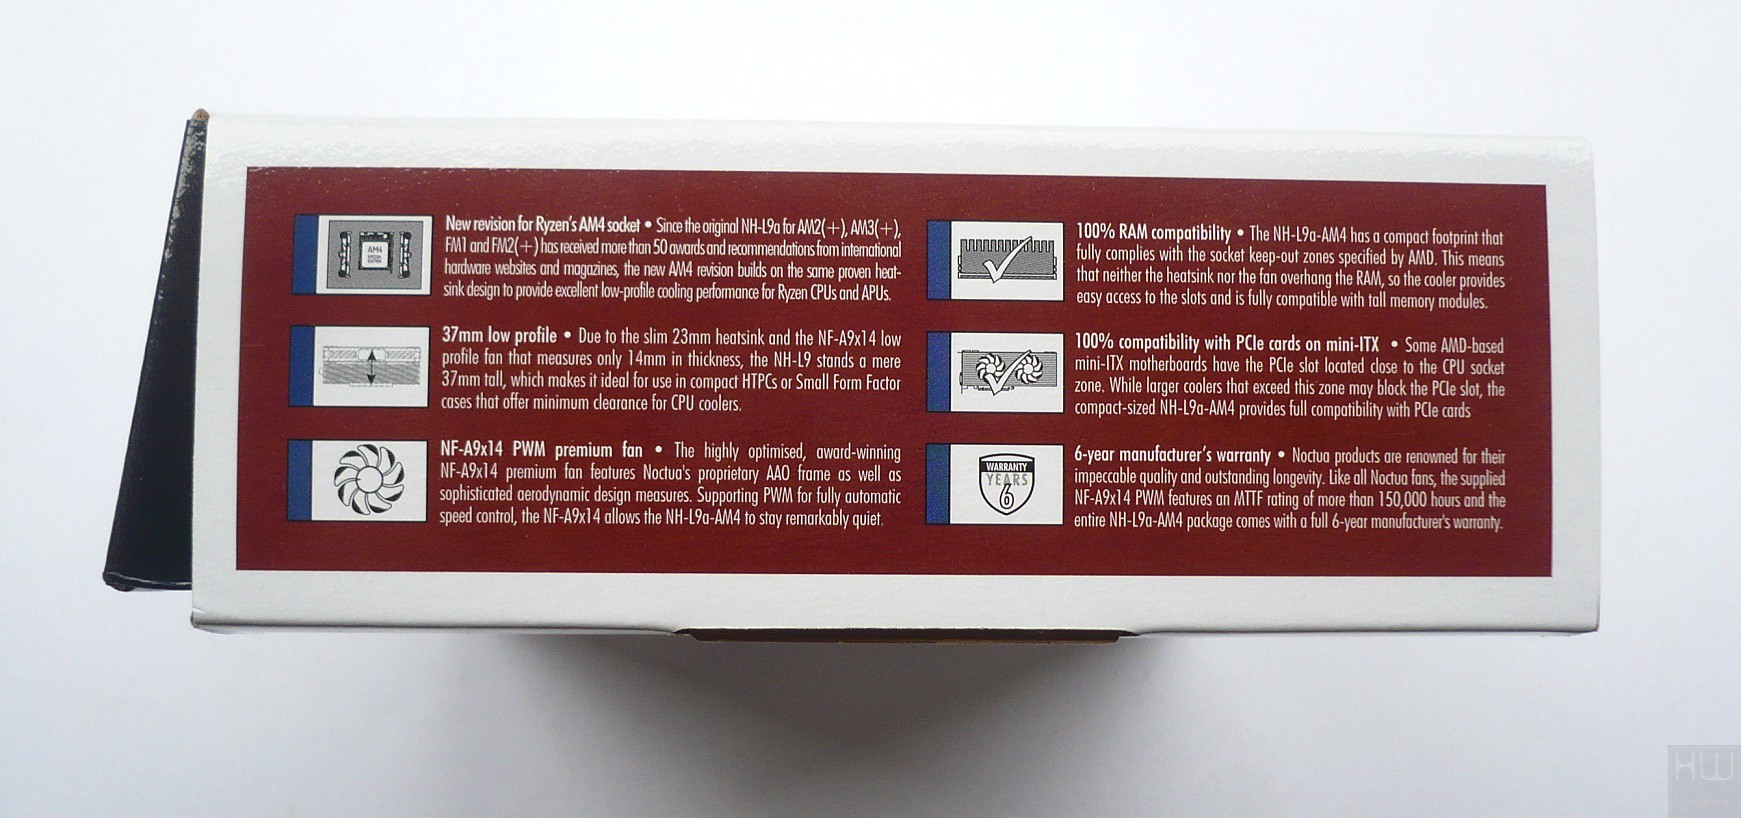 New revision for Ryzen's AM4 socket • Since the original NH-L9a for AM2(+), AM3(+),
FM1 and FM2(+) has received more than 50 awards and recommendations from international
hardware websites and magazines, the new AM4 revision builds on the same proven heat-
sink design to provide excellent low-profile cooling performance for Ryzen CPUs and APUs.
AM4
SPECIAL
EDITION
37mm low profile • Due to the slim 23mm heatsink and the NF-A9x14 low
profile fan that measures only 14mm in thickness, the NH-L9 stands a mere
37mm tall, which makes it ideal for use in compact HTPCs or Small Form Factor
cases that offer minimum clearance for CPU coolers.
NF-A9x14 PWM premium fan • The highly optimised, award-winning
NF-A9x14 premium fan features Noctua's proprietary AAO frame as well as
sophisticated aerodynamic design measures. Supporting PWM for fully automatic
speed control, the NF-A9x14 allows the NH-L9a-AM4 to stay remarkably quiet.
100% RAM compatibility • The NH-L9a-AM4 has a compact footprint that
fully complies with the socket keep-out zones specified by AMD. This means
that neither the heatsink nor the fan overhang the RAM, so the cooler provides
easy access to the slots and is fully compatible with tall memory modules.
100% compatibility with PCIe cards on mini-ITX • Some AMD-based
mini-ITX motherboards have the PCIe slot located close to the CPU socket
zone. While larger coolers that exceed this zone may block the PCIe slot, the
compact-sized NH-L9a-AM4 provides full compatibility with PCIe cards
WARRANTY
YEARS
6
6-year manufacturer's warranty • Noctua products are renowned for their
impeccable quality and outstanding longevity. Like all Noctua fans, the supplied
NF-A9x14 PWM features an MTTF rating of more than 150,000 hours and the
entire NH-L9a-AM4 package comes with a full 6-year manufacturer's warranty.
HW